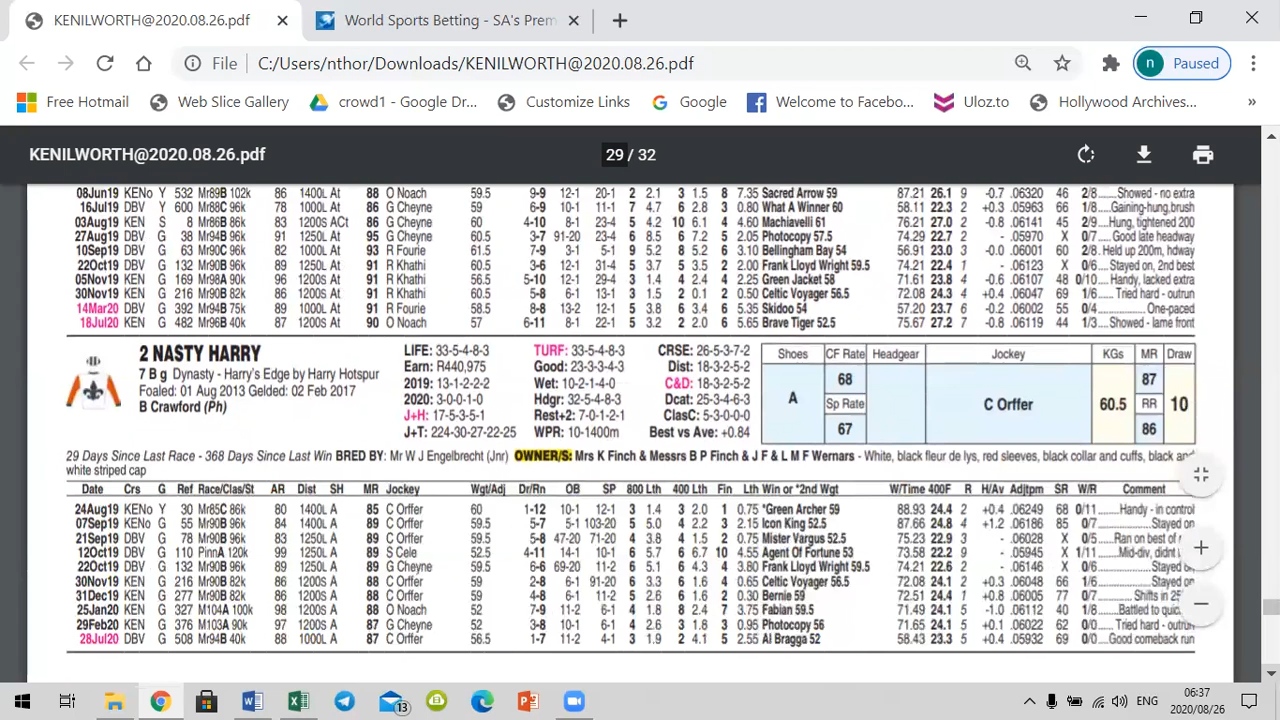 KENILWORTH@2020.08.26.pdf
World Sports Betting - SA's Prem
File C:/Users/nthor/Downloads/KENILWORTH@2020.08.26.pdf
n Paused
Free Hotmail Web Slice Gallery crowd1 - Google Dr... Customize Links Google Welcome to Facebo... Uloz.to Hollywood Archives... »
KENILWORTH@2020.08.26.pdf 29 / 32
08Jun19 KENo Y 532 Mr89B 102k 86 1400L At 88 O Noach 59.5 9-9 12-1 20-1 2 2.1 3 1.5 8 7.35 Sacred Arrow 59 87.21 26.1 9 -0.7 .06320 46 2/8 ....Showed - no extra
16Jul19 DBV Y 600 Mr88C 96k 78 1000L At 86 G Cheyne 59 6-9 10-1 11-1 7 4.7 6 2.8 3 0.80 What A Winner 60 58.11 22.3 2 +0.3 .05963 66 1/8 .....Gaining-hung,brush
03Aug19 KEN S 8 Mr86B 86k 83 1200S ACt 86 G Cheyne 60 4-10 8-1 23-4 5 4.2 10 6.1 4 4.60 Machiavelli 61 76.21 27.0 2 -0.8 .06141 45 2/9 ....Hung, tightened 200
27Aug19 DBV G 38 Mr94B 96k 91 1250L At 95 G Cheyne 60.5 3-7 91-20 23-4 6 8.5 6 7.2 5 2.05 Photocopy 57.5 74.29 22.7 2 - .05970 X 0/7 ..... Good late headway
10Sep19 DBV G 63 Mr90C 96k 82 1000L At 93 R Fourie 61.5 7-9 3-1 5-1 9 5.2 8 5.2 6 3.10 Bellingham Bay 54 56.91 23.0 3 -0.0 .06001 60 2/8. Held up 200m, howay
22Oct19 DBV G 132 Mr90B 96k 89 1250L At 91 R Khathi 60.5 3-6 12-1 31-4 5 3.7 5 3.5 2 2.00 Frank Lloyd Wright 59.5 74.21 22.4 1 - .06123 X 0/6 ....Stayed on, 2nd best
05Nov19 KEN G 169 Mr98A 90k 96 1200S At 91 R Khathi 56.5 5-10 12-1 29-4 3 1.4 4 2.4 4 2.25 Green Jacket 58 71.61 23.8 4 -0.6 .06107 48 0/10 ...Handy, lacked extra
30Nov19 KEN G 216 Mr90B 82k 86 1200S At 91 R Khathi 60.5 5-8 6-1 13-1 3 1.5 2 0.1 2 0.50 Celtic Voyager 56.5 72.08 24.3 4 +0.4 .06047 69 1/6 ...... Tried hard - outrun
14Mar20 DBV G 392 Mr94B 75k 89 1000L At 91 R Fourie 58.5 8-8 13-2 12-1 5 3.8 6 3.4 6 5.35 Skidoo 54 57.20 23.7 6 -0.2 .06002 55 0/4 ..................One-paced
18Jul20 KEN G 482 Mr94B 40k 87 1200S At 90 O Noach 57 6-11 8-1 22-1 5 3.2 2 2.0 6 5.65 Brave Tiger 52.5 75.67 27.2 7 -0.8 .06119 44 1/3 ....Showed - lame front
2 NASTY HARRY
7 B g Dynasty - Harry's Edge by Harry Hotspur
Foaled: 01 Aug 2013 Gelded: 02 Feb 2017
B Crawford (Ph)
LIFE: 33-5-4-8-3 TURF: 33-5-4-8-3 CRSE: 26-5-3-7-2
Earn: R440,975 Good: 23-3-3-4-3 Dist: 18-3-2-5-2
2019: 13-1-2-2-2 Wet: 10-2-1-4-0 C&D: 18-3-2-5-2
2020: 3-0-0-1-0 Hdgr: 32-5-4-8-3 Dcat: 25-3-4-6-3
J+H: 17-5-3-5-1 Rest+2: 7-0-1-2-1 ClasC: 5-3-0-0-0
J+T: 224-30-27-22-25 WPR: 10-1400m Best vs Ave: +0.84
Shoes CF Rate Headgear Jockey KGs MR Draw
68 87
A Sp Rate C Orffer 60.5 RR 10
67 86
29 Days Since Last Race - 368 Days Since Last Win BRED BY: Mr W J Engelbrecht (Jnr) OWNER/S: Mrs K Finch & Messrs B P Finch & J F & L M F Wernars - White, black fleur de lys, red sleeves, black collar and cuffs, black and
white striped cap
Date Crs G Ref Race/Clas/St AR Dist SH MR Jockey Wgt/Adj Dr/Rn OB SP 800 Lth 400 Lth Fin Lth Win or *2nd Wgt W/Time 400F R H/Av Adjtpm SR W/R Comment
24Aug19 KENo Y 30 Mr85C 86k 80 1400L A 85 C Orffer 60 1-12 10-1 12-1 3 1.4 3 2.0 1 0.75 *Green Archer 59 88.93 24.4 2 +0.4 .06249 68 0/11 .....Handy - in control
07Sep19 KENo G 55 Mr90B 96k 84 1400L A 89 C Orffer 59.5 5-7 5-1 103-20 5 5.0 4 2.2 3 2.15 Icon King 52.5 87.66 24.8 4 +1.2 .06186 85 0/7 ................Stayed on
21Sep19 DBV G 78 Mr90B 96k 89 1250L A 89 C Orffer 59.5 5-8 47-20 71-20 4 3.8 4 1.5 2 0.75 Mister Vargus 52.5 75.23 22.9 3 - .06028 X 0/5 .....Ran on best of
12Oct19 DBV G 110 PinnA 120k 99 1250L A 89 S Cele 52.5 4-11 14-1 10-1 6 5.7 6 6.7 10 4.55 Agent Of Fortune 53 73.58 22.2 9 - .05945 X 1/11 .....Mid-div, didnt
22Oct19 DBV G 132 Mr90B 96k 89 1250L A 89 G Cheyne 59.5 6-6 69-20 11-2 6 5.1 6 4.3 4 3.80 Frank Lloyd Wright 59.5 74.21 22.6 2 - .06048 X 0/6 .................Stayed
30Nov19 KEN G 216 Mr90B 82k 86 1200S A 88 C Orffer 59 2-8 6-1 91-20 6 3.3 6 1.6 4 0.65 Celtic Voyager 56.5 72.08 24.1 2 +0.3 .06048 66 1/6 .................Stayed on
31Dec19 KEN G 277 Mr90B 82k 88 1200S A 88 C Orffer 59 4-8 6-1 11-2 5 2.6 1.6 2 0.30 Bernie 59 72.51 24.4 1 +0.8 .06005 77 0/7 ........... Shifts in 25
25Jan20 KEN G 327 M104A 100k 98 1200S A 88 O Noach 52 7-9 11-2 6-1 4 1.8 8 2.4 7 3.75 Fabian 59.5 71.49 24.1 5 -1.0 .06112 40 1/8 ........Battled to quic
29Feb20 KEN G 376 M103A 90k 97 1200S A 87 G Cheyne 52 3-8 10-1 6-1 4 2.6 3 1.8 3 0.95 Photocopy 56 71.65 24.1 5 +0.1 .06022 62 0/0 ...... Tried hard - outrun
28Jul20 DBV G 508 Mr94B 40k 88 1000L A 87 C Orffer 56.5 1-7 11-2 4-1 3 1.9 2 4.1 5 2.55 Al Bragga 52 58.43 23.3 5 +0.4 .05932 69 0/0 ....Good comeback run
13
ENG
06:37
2020/08/26